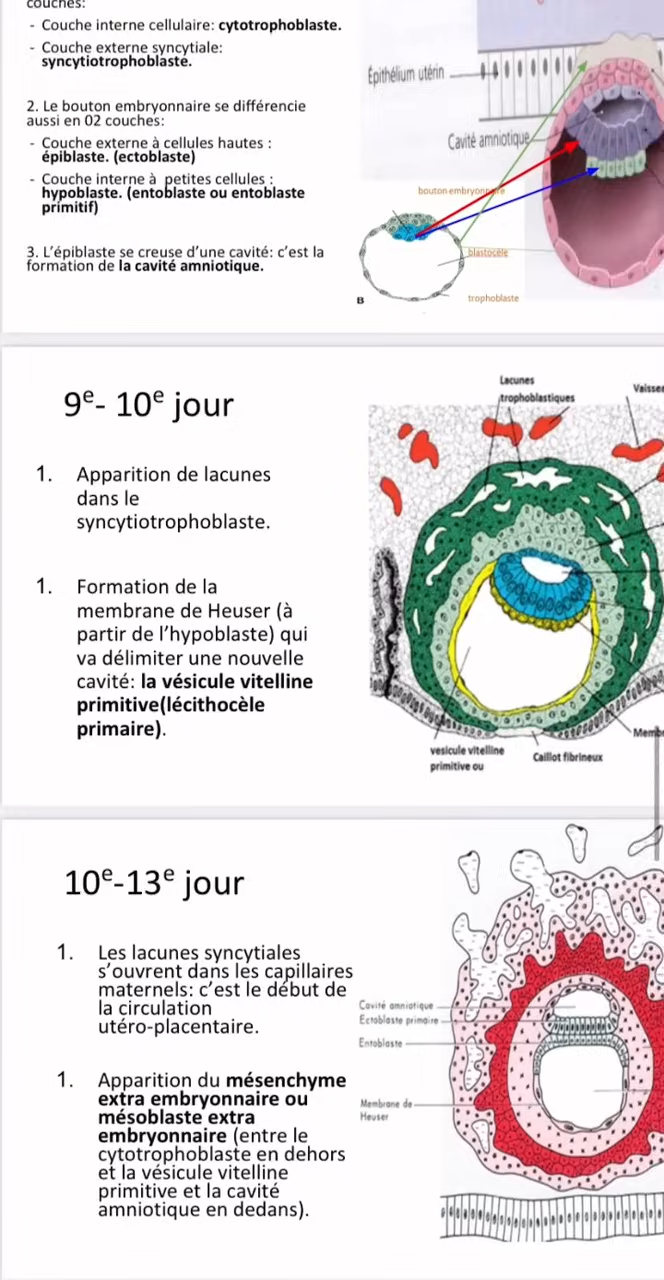 couches:
- Couche interne cellulaire: cytotrophoblaste.
- Couche externe syncytiale:
syncytiotrophoblaste.
2. Le bouton embryonnaire se différencie
aussi en 02 couches:
- Couche externe à cellules hautes :
épiblaste. (ectoblaste)
- Couche interne à petites cellules :
hypoblaste. (entoblaste ou entoblaste
primitif)
3. L'épiblaste se creuse d'une cavité: c'est la
formation de la cavité amniotique.
Épithélium utérin
Cavité amniotique
bouton embryonnaire
blastocèle
trophoblaste
B
9e- 10e jour
1. Apparition de lacunes
dans le
syncytiotrophoblaste.
1. Formation de la
membrane de Heuser (à
partir de l'hypoblaste) qui
va délimiter une nouvelle
cavité: la vésicule vitelline
primitive(lécithocèle
primaire).
Lacunes
trophoblastiques
Vaisse
Membr
vesicule vitelline
primitive ou
Caillot fibrineux
10e-13e jour
1. Les lacunes syncytiales
s'ouvrent dans les capillaires
maternels: c'est le début de
la circulation
utéro-placentaire.
1. Apparition du mésenchyme
extra embryonnaire ou
mésoblaste extra
embryonnaire (entre le
cytotrophoblaste en dehors
et la vésicule vitelline
primitive et la cavité
amniotique en dedans).
Cavité amniotique
Ectoblaste primaire
Entoblaste
Membrane de
Heuser